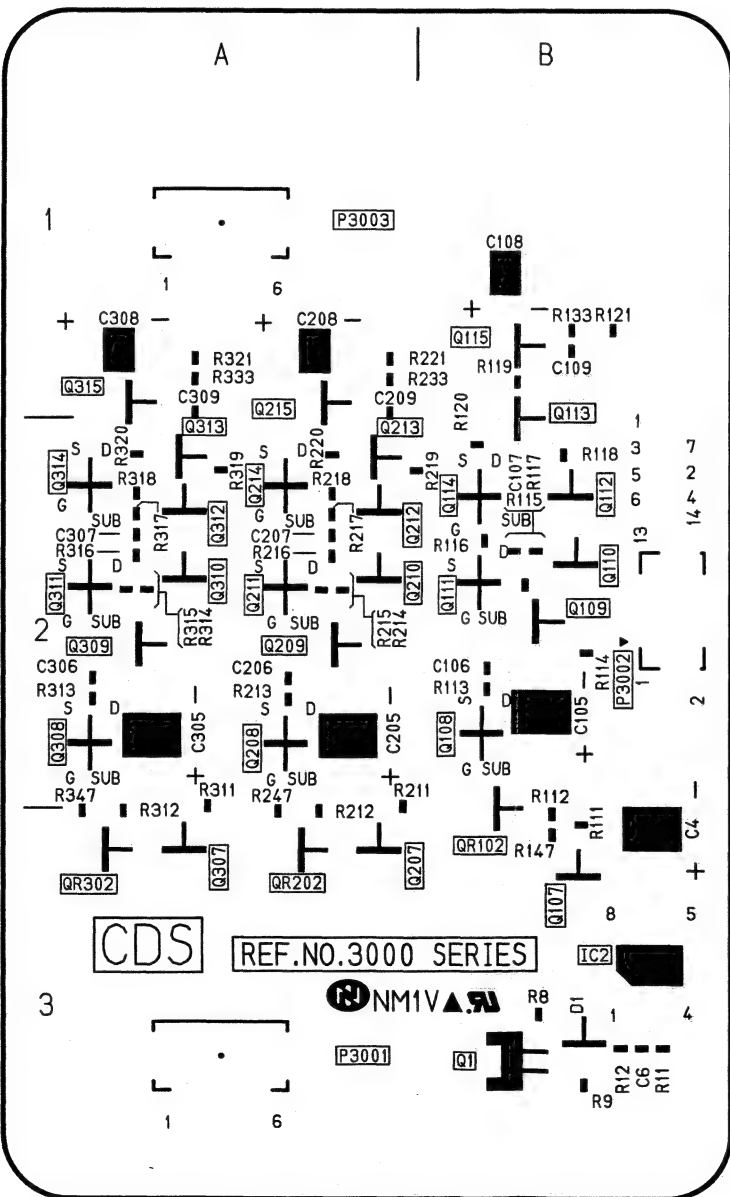 A B
1
P3003
1 6
C108
+ −
C308
+ −
C208
+ −
Q115
R133 R121
R119
C109
R321
R333
R221
R233
Q315
C309
Q313
Q215
C209
Q213
R120
Q113
R320
R319
R220
R219
R118
1
3 7
5 2
6 4
14
13
Q314
S D
G SUB
R318
R317
Q312
Q214
S D
G SUB
R218
R217
Q212
Q114
S D
G
C107
R117
R115
SUB
Q112
C307
R316
C207
R216
R116
Q311
S D
G SUB
Q310
Q211
S D
G SUB
Q210
Q111
S D
G SUB
Q110
2
R315
R314
R215
R214
Q109
Q309
Q209
R114
P3002
C306
R313
C206
R213
C106
R113
1
2
Q308
S D
G SUB
C305
− +
Q208
S D
G SUB
C205
− +
Q108
S D
G SUB
C105
− +
R347
R312
R311
R247
R212
R211
R112
R147
R111
C4
− +
QR302
Q307
QR202
Q207
QR102
Q107
8 5
CDS
REF.NO.3000 SERIES
IC2
N NM1V▲.UR
1 4
3
P3001
1 6
Q1
R8
D1
R9
R12
C6
R11